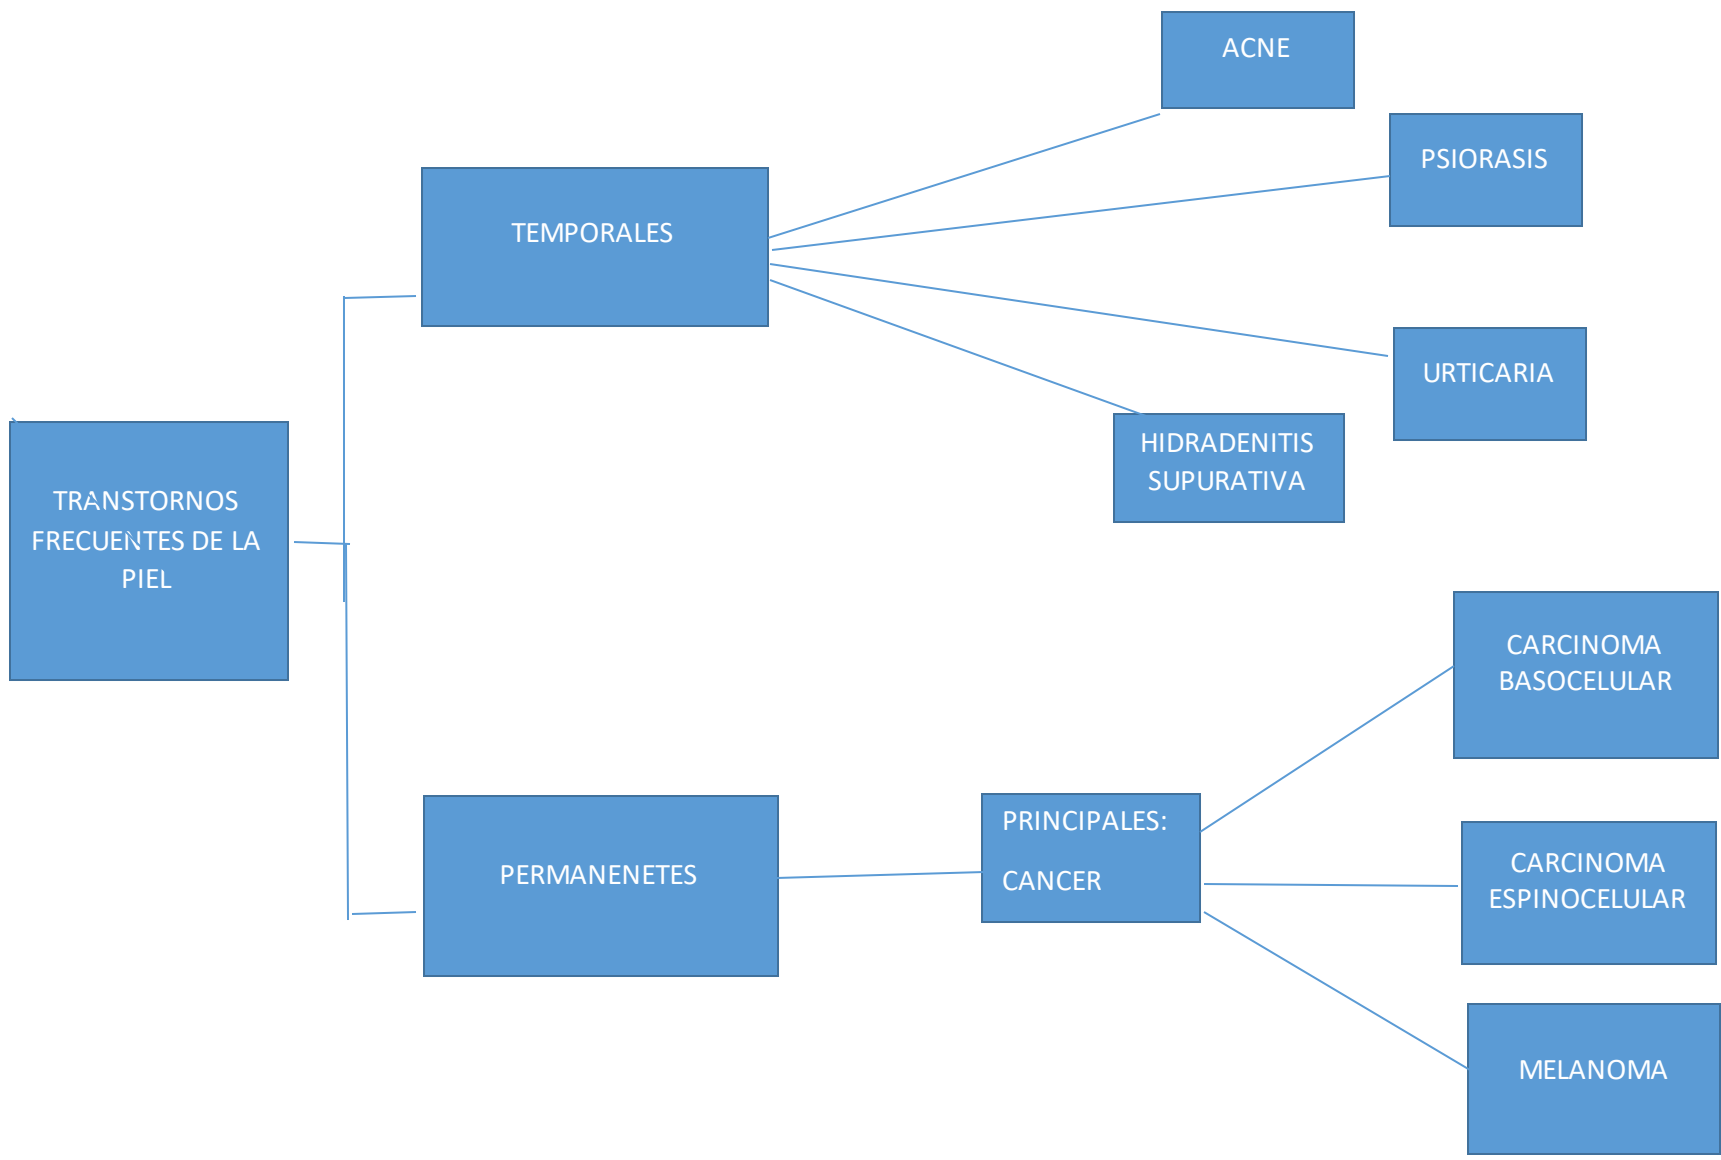 TRANSTORNOS
FRECUENTES DE LA
PIEL
TEMPORALES
ACNE
PSIORASIS
URTICARIA
HIDRADENITIS
SUPURATIVA
PERMANENETES
PRINCIPALES:
CANCER
CARCINOMA
BASOCELULAR
CARCINOMA
ESPINOCELULAR
MELANOMA